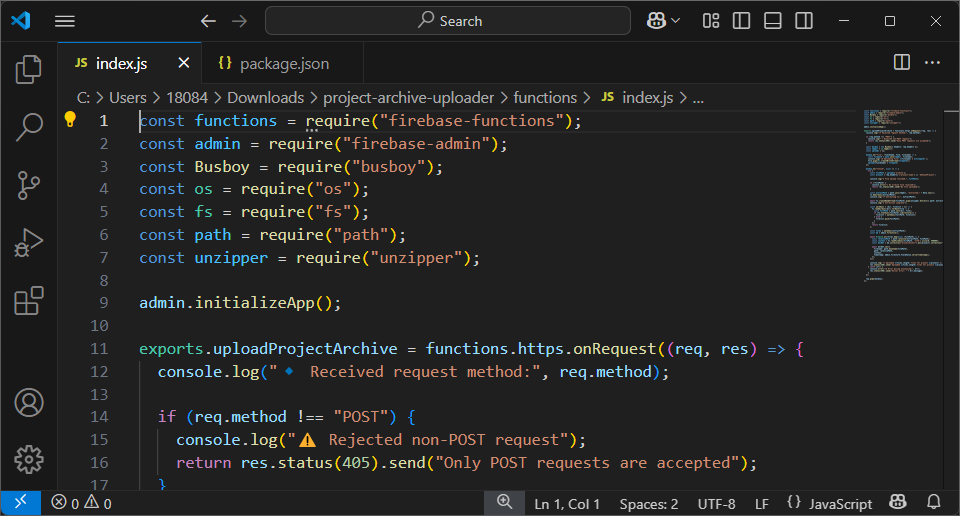 Search
JS index.js
{} package.json
C: > Users > 18084 > Downloads > project-archive-uploader > functions > JS index.js > ...
1 const functions = require("firebase-functions");
2 const admin = require("firebase-admin");
3 const Busboy = require("busboy");
4 const os = require("os");
5 const fs = require("fs");
6 const path = require("path");
7 const unzipper = require("unzipper");
8
9 admin.initializeApp();
10
11 exports.uploadProjectArchive = functions.https.onRequest((req, res) => {
12 console.log("🔹 Received request method:", req.method);
13
14 if (req.method !== "POST") {
15 console.log("⚠️ Rejected non-POST request");
16 return res.status(405).send("Only POST requests are accepted");
17 }
0 0 Ln 1, Col 1 Spaces: 2 UTF-8 LF {} JavaScript